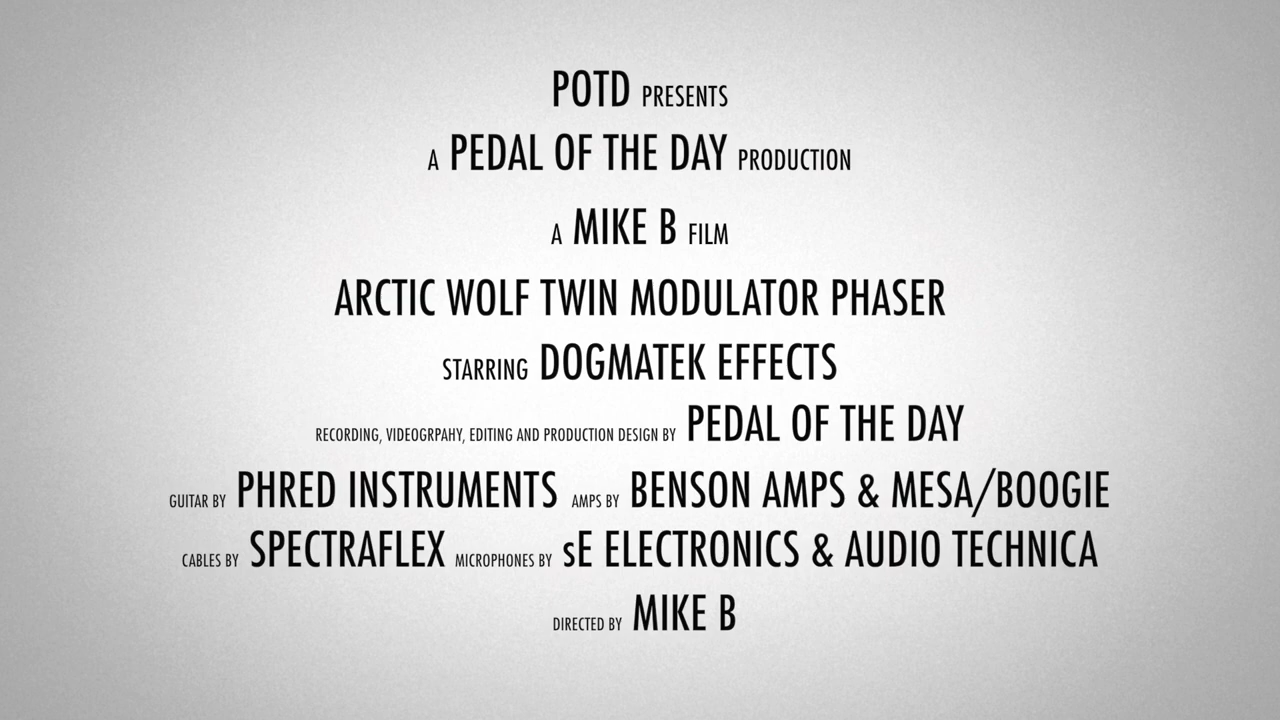 POTD PRESENTS
A PEDAL OF THE DAY PRODUCTION
A MIKE B FILM
ARCTIC WOLF TWIN MODULATOR PHASER
STARRING DOGMATEK EFFECTS
RECORDING, VIDEOGRPAHY, EDITING AND PRODUCTION DESIGN BY PEDAL OF THE DAY
GUITAR BY PHRED INSTRUMENTS AMPS BY BENSON AMPS & MESA/BOOGIE
CABLES BY SPECTRAFLEX MICROPHONES BY sE ELECTRONICS & AUDIO TECHNICA
DIRECTED BY MIKE B